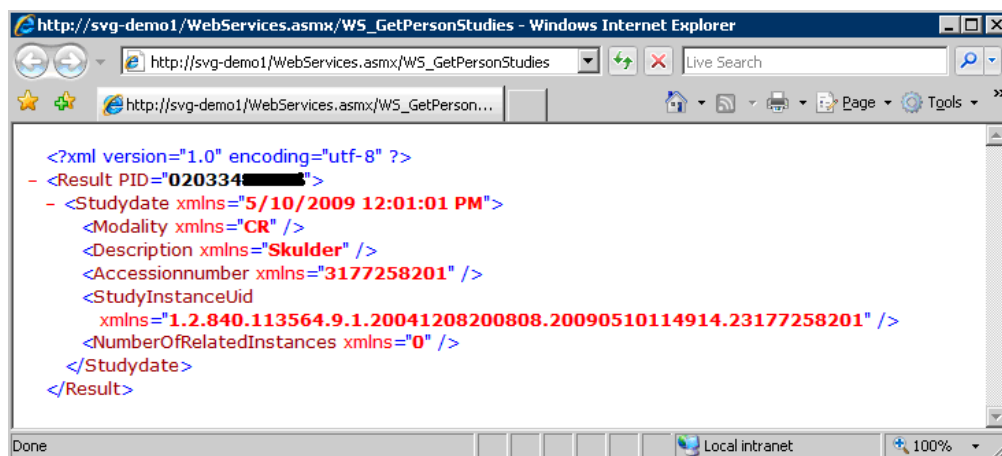 http://svg-demo1/WebServices.asmx/WS_GetPersonStudies - Windows Internet Explorer
http://svg-demo1/WebServices.asmx/WS_GetPersonStudies Live Search
http://svg-demo1/WebServices.asmx/WS_GetPerson... Page Tools »
<?xml version="1.0" encoding="utf-8" ?>
- <Result PID="020334">
- <Studydate xmlns="5/10/2009 12:01:01 PM">
<Modality xmlns="CR" />
<Description xmlns="Skulder" />
<Accessionnumber xmlns="3177258201" />
<StudyInstanceUid
xmlns="1.2.840.113564.9.1.20041208200808.20090510114914.23177258201" />
<NumberOfRelatedInstances xmlns="0" />
</Studydate>
</Result>
Done Local intranet 100%